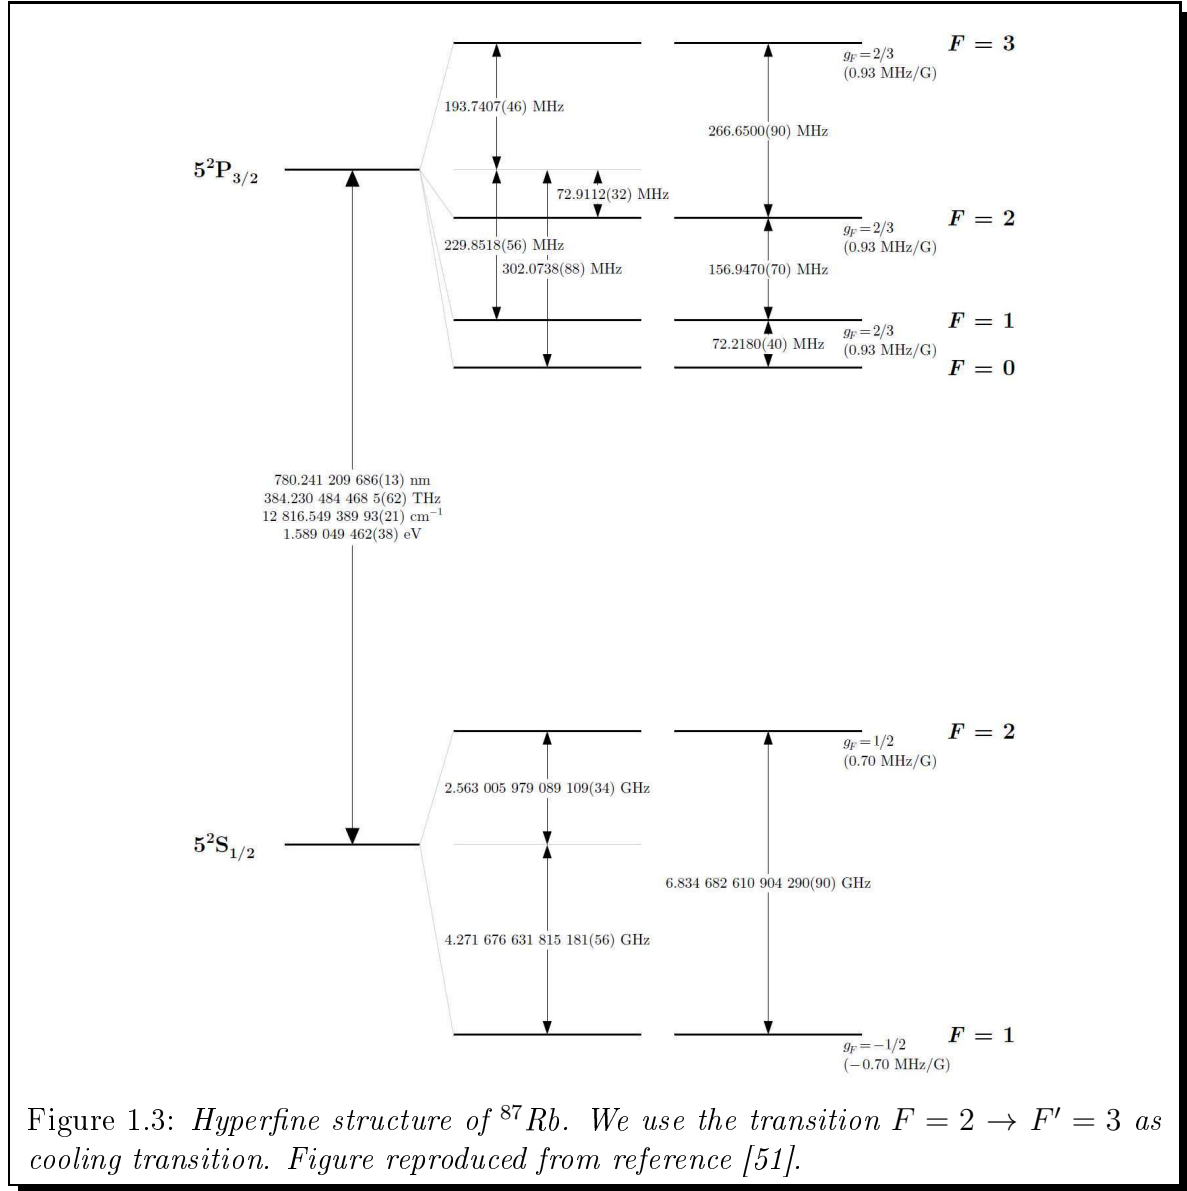 F = 3
g_F = 2/3
(0.93 MHz/G)
193.7407(46) MHz
266.6500(90) MHz
5²P₃/₂
72.9112(32) MHz
F = 2
g_F = 2/3
(0.93 MHz/G)
229.8518(56) MHz
302.0738(88) MHz
156.9470(70) MHz
F = 1
g_F = 2/3
(0.93 MHz/G)
72.2180(40) MHz
F = 0
780.241 209 686(13) nm
384.230 484 468 5(62) THz
12 816.549 389 93(21) cm⁻¹
1.589 049 462(38) eV
F = 2
g_F = 1/2
(0.70 MHz/G)
2.563 005 979 089 109(34) GHz
5²S₁/₂
6.834 682 610 904 290(90) GHz
4.271 676 631 815 181(56) GHz
F = 1
g_F = −1/2
(−0.70 MHz/G)
Figure 1.3: Hyperfine structure of ⁸⁷Rb. We use the transition F = 2 → F′ = 3 as
cooling transition. Figure reproduced from reference [51].